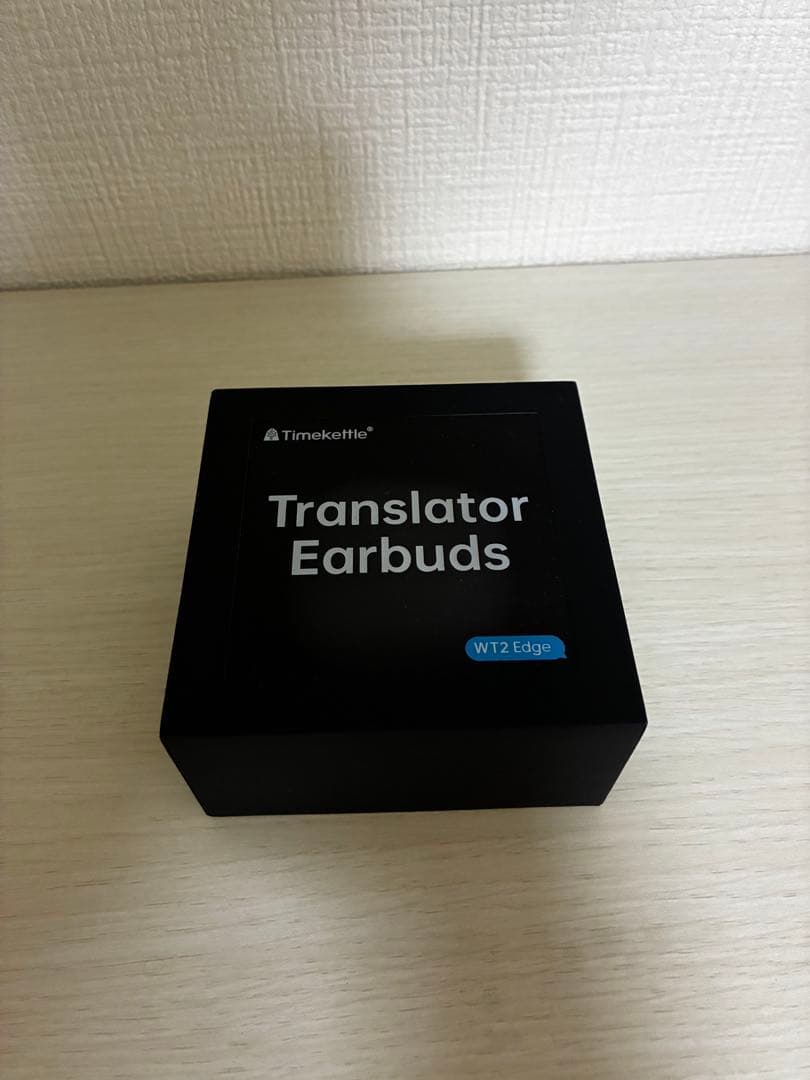 Timekettle®
Translator
Earbuds
WT2 Edge